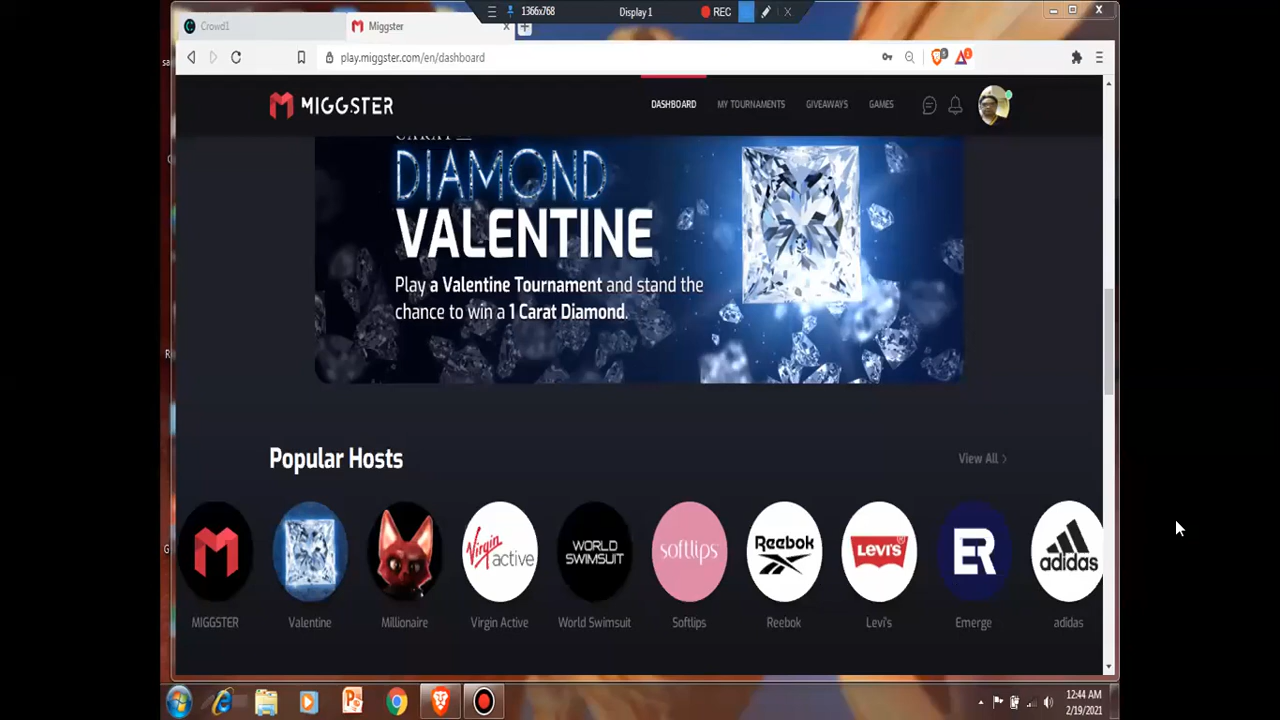 1366x768
Display 1
REC
Crowd1
Miggster
play.miggster.com/en/dashboard
MIGGSTER
DASHBOARD
MY TOURNAMENTS
GIVEAWAYS
GAMES
CARAT
DIAMOND
VALENTINE
Play a Valentine Tournament and stand the
chance to win a 1 Carat Diamond.
Popular Hosts
View All
Virgin
active
WORLD
SWIMSUIT
softlips
Reebok
LEVI'S
ER
adidas
MIGGSTER
Valentine
Millionaire
Virgin Active
World Swimsuit
Softlips
Reebok
Levi's
Emerge
adidas
12:44 AM
2/19/2021